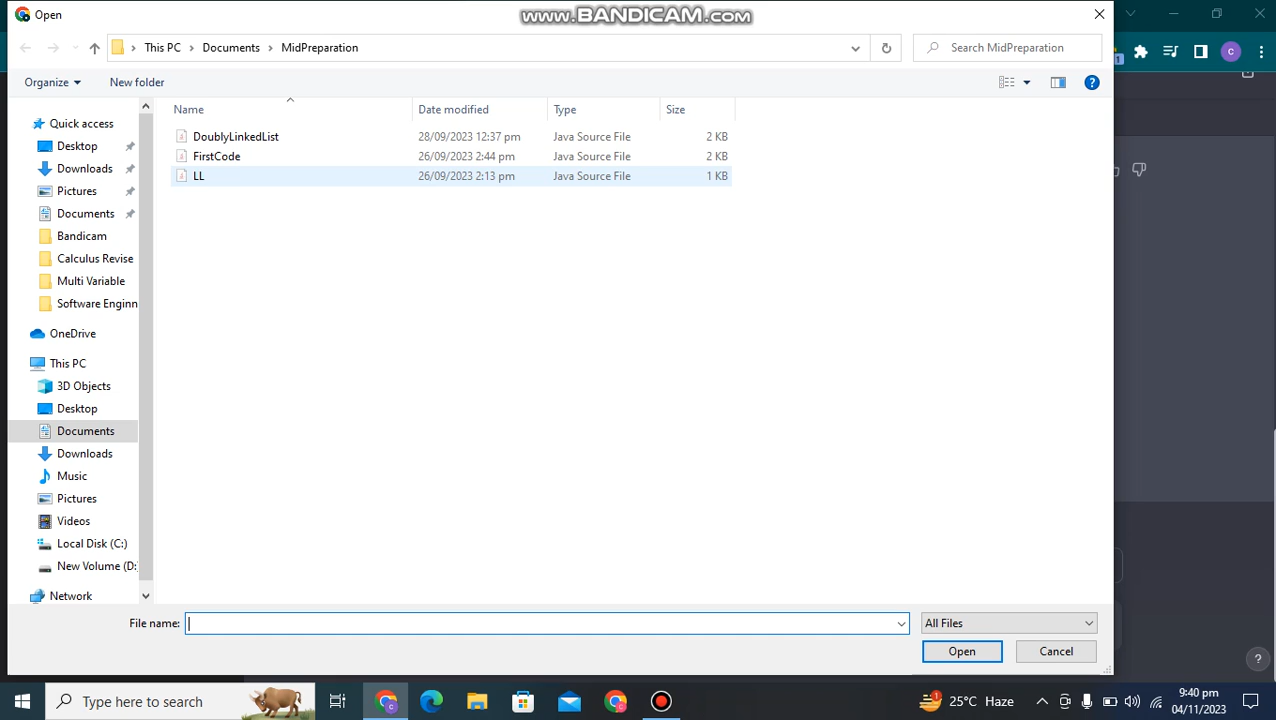 Open
www.BANDICAM.com
This PC
Documents
MidPreparation
Search MidPreparation
Organize
New folder
Name
Date modified
Type
Size
DoublyLinkedList 28/09/2023 12:37 pm Java Source File 2 KB
FirstCode 26/09/2023 2:44 pm Java Source File 2 KB
LL 26/09/2023 2:13 pm Java Source File 1 KB
Quick access
Desktop
Downloads
Pictures
Documents
Bandicam
Calculus Revise
Multi Variable
Software Enginn
OneDrive
This PC
3D Objects
Desktop
Documents
Downloads
Music
Pictures
Videos
Local Disk (C:)
New Volume (D:
Network
File name:
All Files
Open
Cancel
1
C
?
Type here to search
1
25°C Haze
9:40 pm
04/11/2023